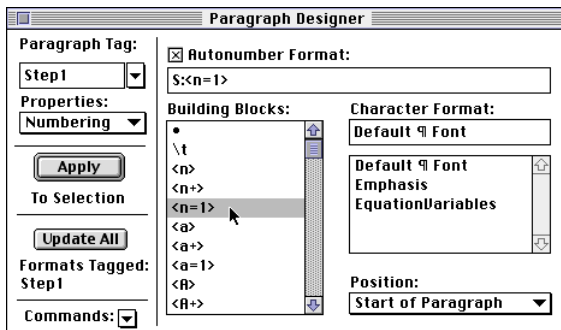 Paragraph Designer
Paragraph Tag:
Step1
Properties:
Numbering
Apply
To Selection
Update All
Formats Tagged:
Step1
Commands:
Autonumber Format:
S:<n=1>
Building Blocks:
•
\t
<n>
<n+>
<n=1>
<a>
<a+>
<a=1>
<A>
<A+>
Character Format:
Default ¶ Font
Default ¶ Font
Emphasis
EquationVariables
Position:
Start of Paragraph